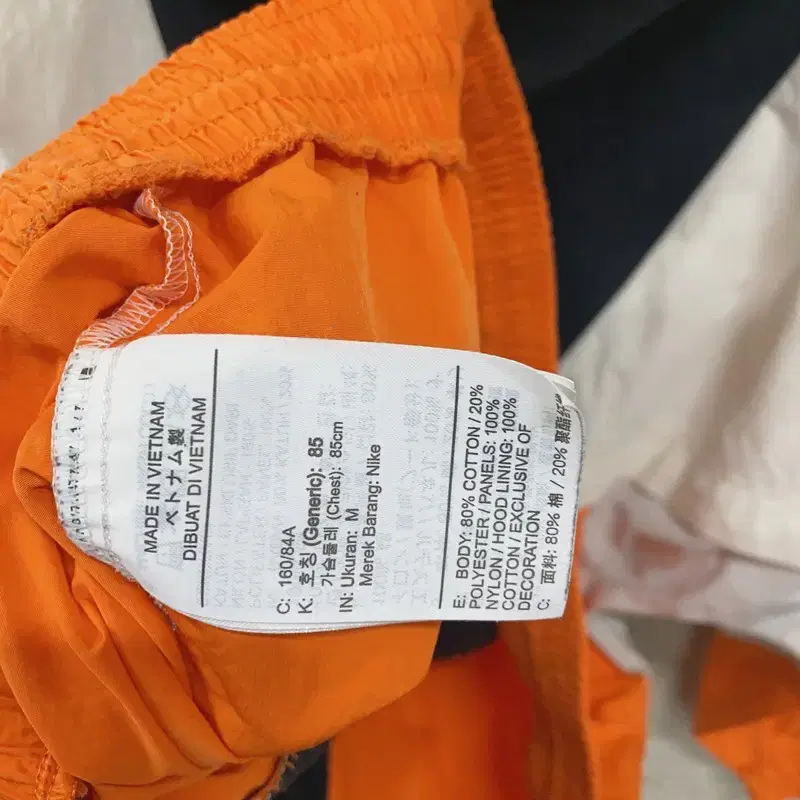 MADE IN VIETNAM
ベトナム製
DIBUAT DI VIETNAM
C: 160/84A
K: 호칭 (Generic): 85
가슴둘레 (Chest): 85cm
IN: Ukuran: M
Merek Barang: Nike
E: BODY: 80% COTTON / 20%
POLYESTER / PANELS: 100%
NYLON / HOOD LINING: 100%
COTTON / EXCLUSIVE OF
DECORATION
C: 面料: 80% 棉 / 20% 聚酯纤维